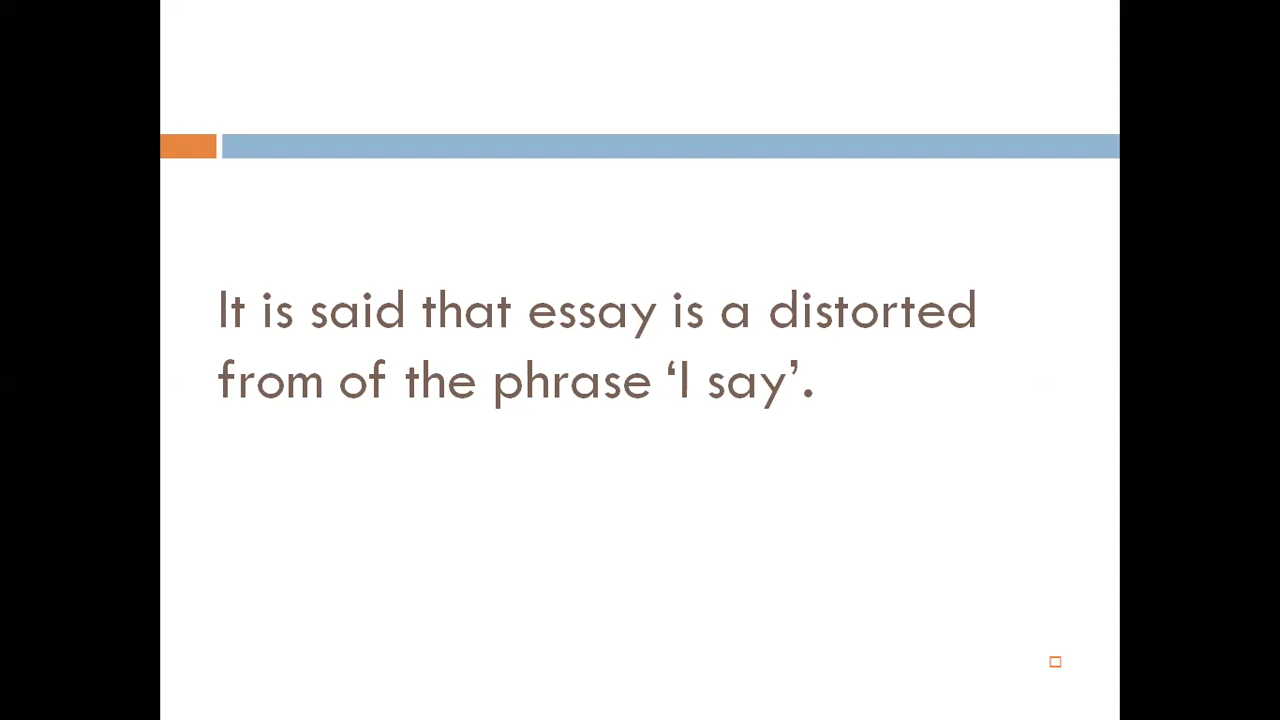 It is said that essay is a distorted
from of the phrase ‘I say’.